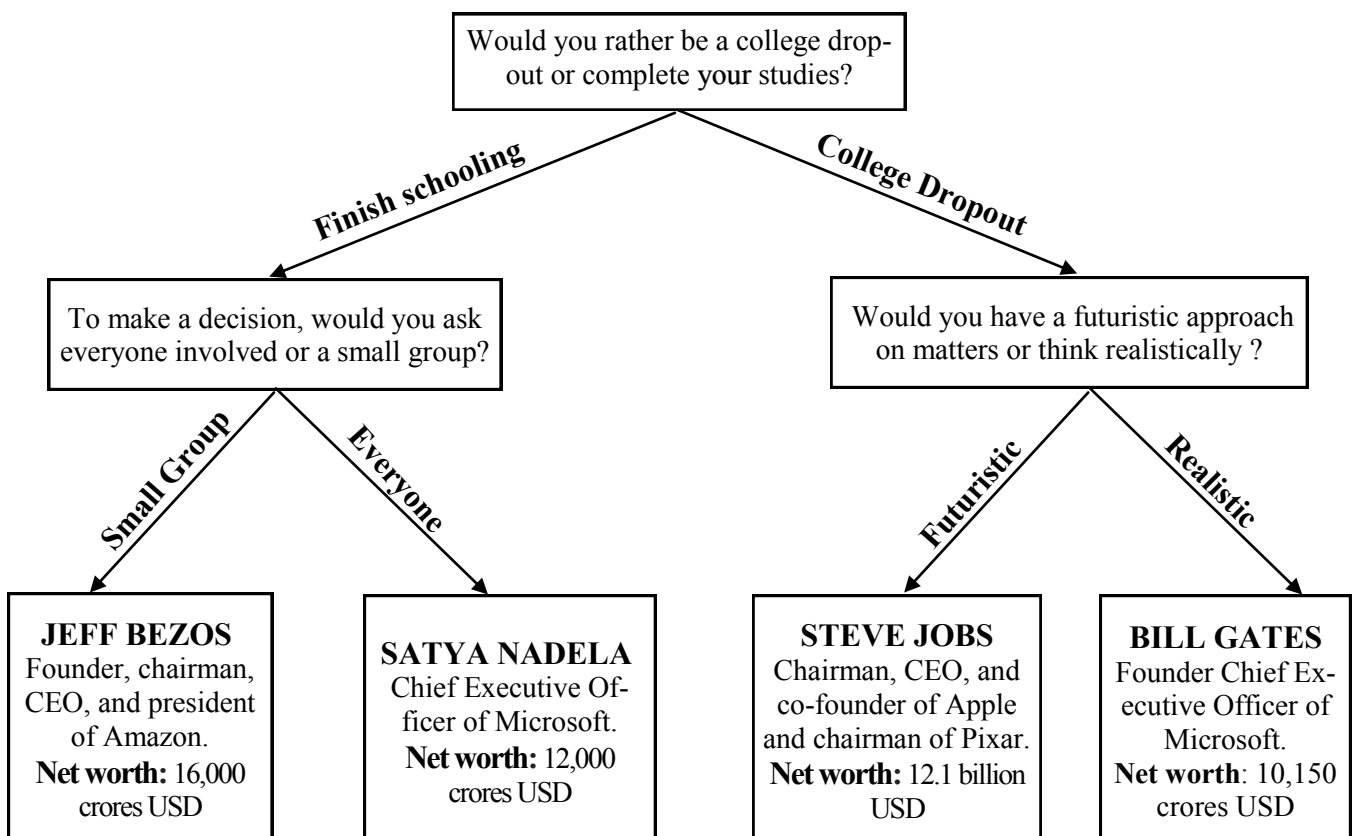 Would you rather be a college drop-
out or complete your studies?
Finish schooling
College Dropout
To make a decision, would you ask
everyone involved or a small group?
Would you have a futuristic approach
on matters or think realistically ?
Small Group
Everyone
Futuristic
Realistic
JEFF BEZOS
Founder, chairman,
CEO, and president
of Amazon.
Net worth: 16,000
crores USD
SATYA NADELA
Chief Executive Of-
ficer of Microsoft.
Net worth: 12,000
crores USD
STEVE JOBS
Chairman, CEO, and
co-founder of Apple
and chairman of Pixar.
Net worth: 12.1 billion
USD
BILL GATES
Founder Chief Ex-
ecutive Officer of
Microsoft.
Net worth: 10,150
crores USD